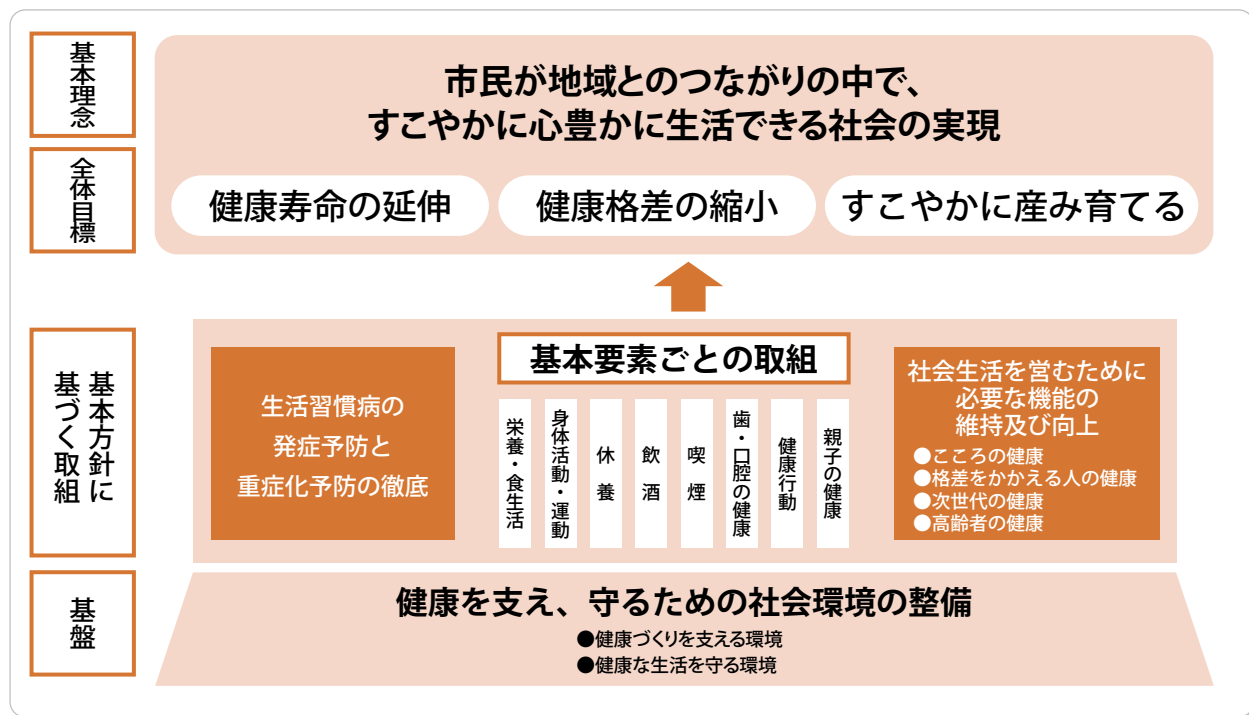 基本理念
市民が地域とのつながりの中で、
すこやかに心豊かに生活できる社会の実現
全体目標
健康寿命の延伸
健康格差の縮小
すこやかに産み育てる
基本方針に
基づく取組
生活習慣病の
発症予防と
重症化予防の徹底
基本要素ごとの取組
栄養・食生活
身体活動・運動
休養
飲酒
喫煙
歯・口腔の健康
健康行動
親子の健康
社会生活を営むために
必要な機能の
維持及び向上
●こころの健康
●格差をかかえる人の健康
●次世代の健康
●高齢者の健康
基盤
健康を支え、守るための社会環境の整備
●健康づくりを支える環境
●健康な生活を守る環境